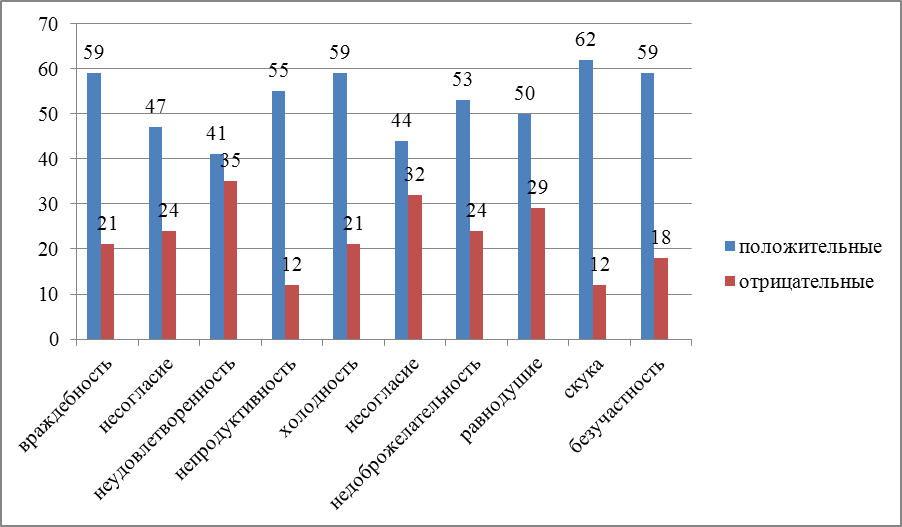 70
60
50
40
30
20
10
0
59
21
47
24
41
35
55
12
59
21
44
32
53
24
50
29
62
12
59
18
враждебность
несогласие
неудовлетворенность
непродуктивность
холодность
несогласие
недоброжелательность
равнодушие
скука
безучастность
положительные
отрицательные